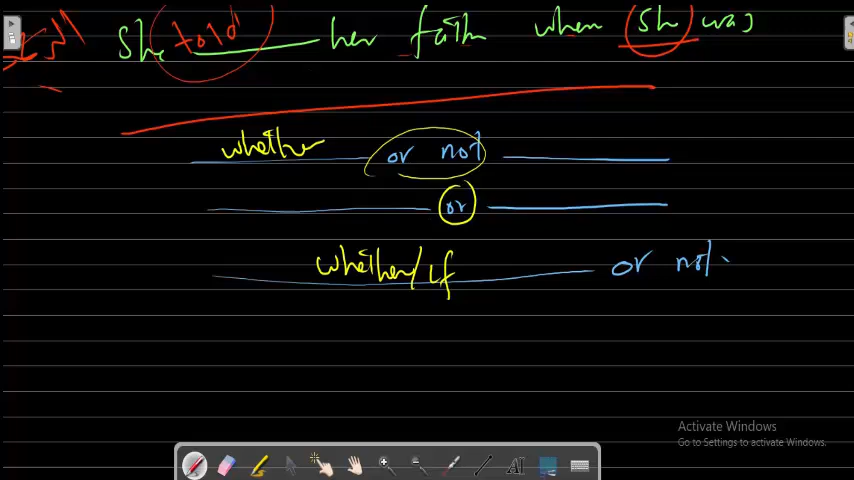 She told her fath when she was
whether or not
or
whether/if or not.
Activate Windows
Go to Settings to activate Windows.